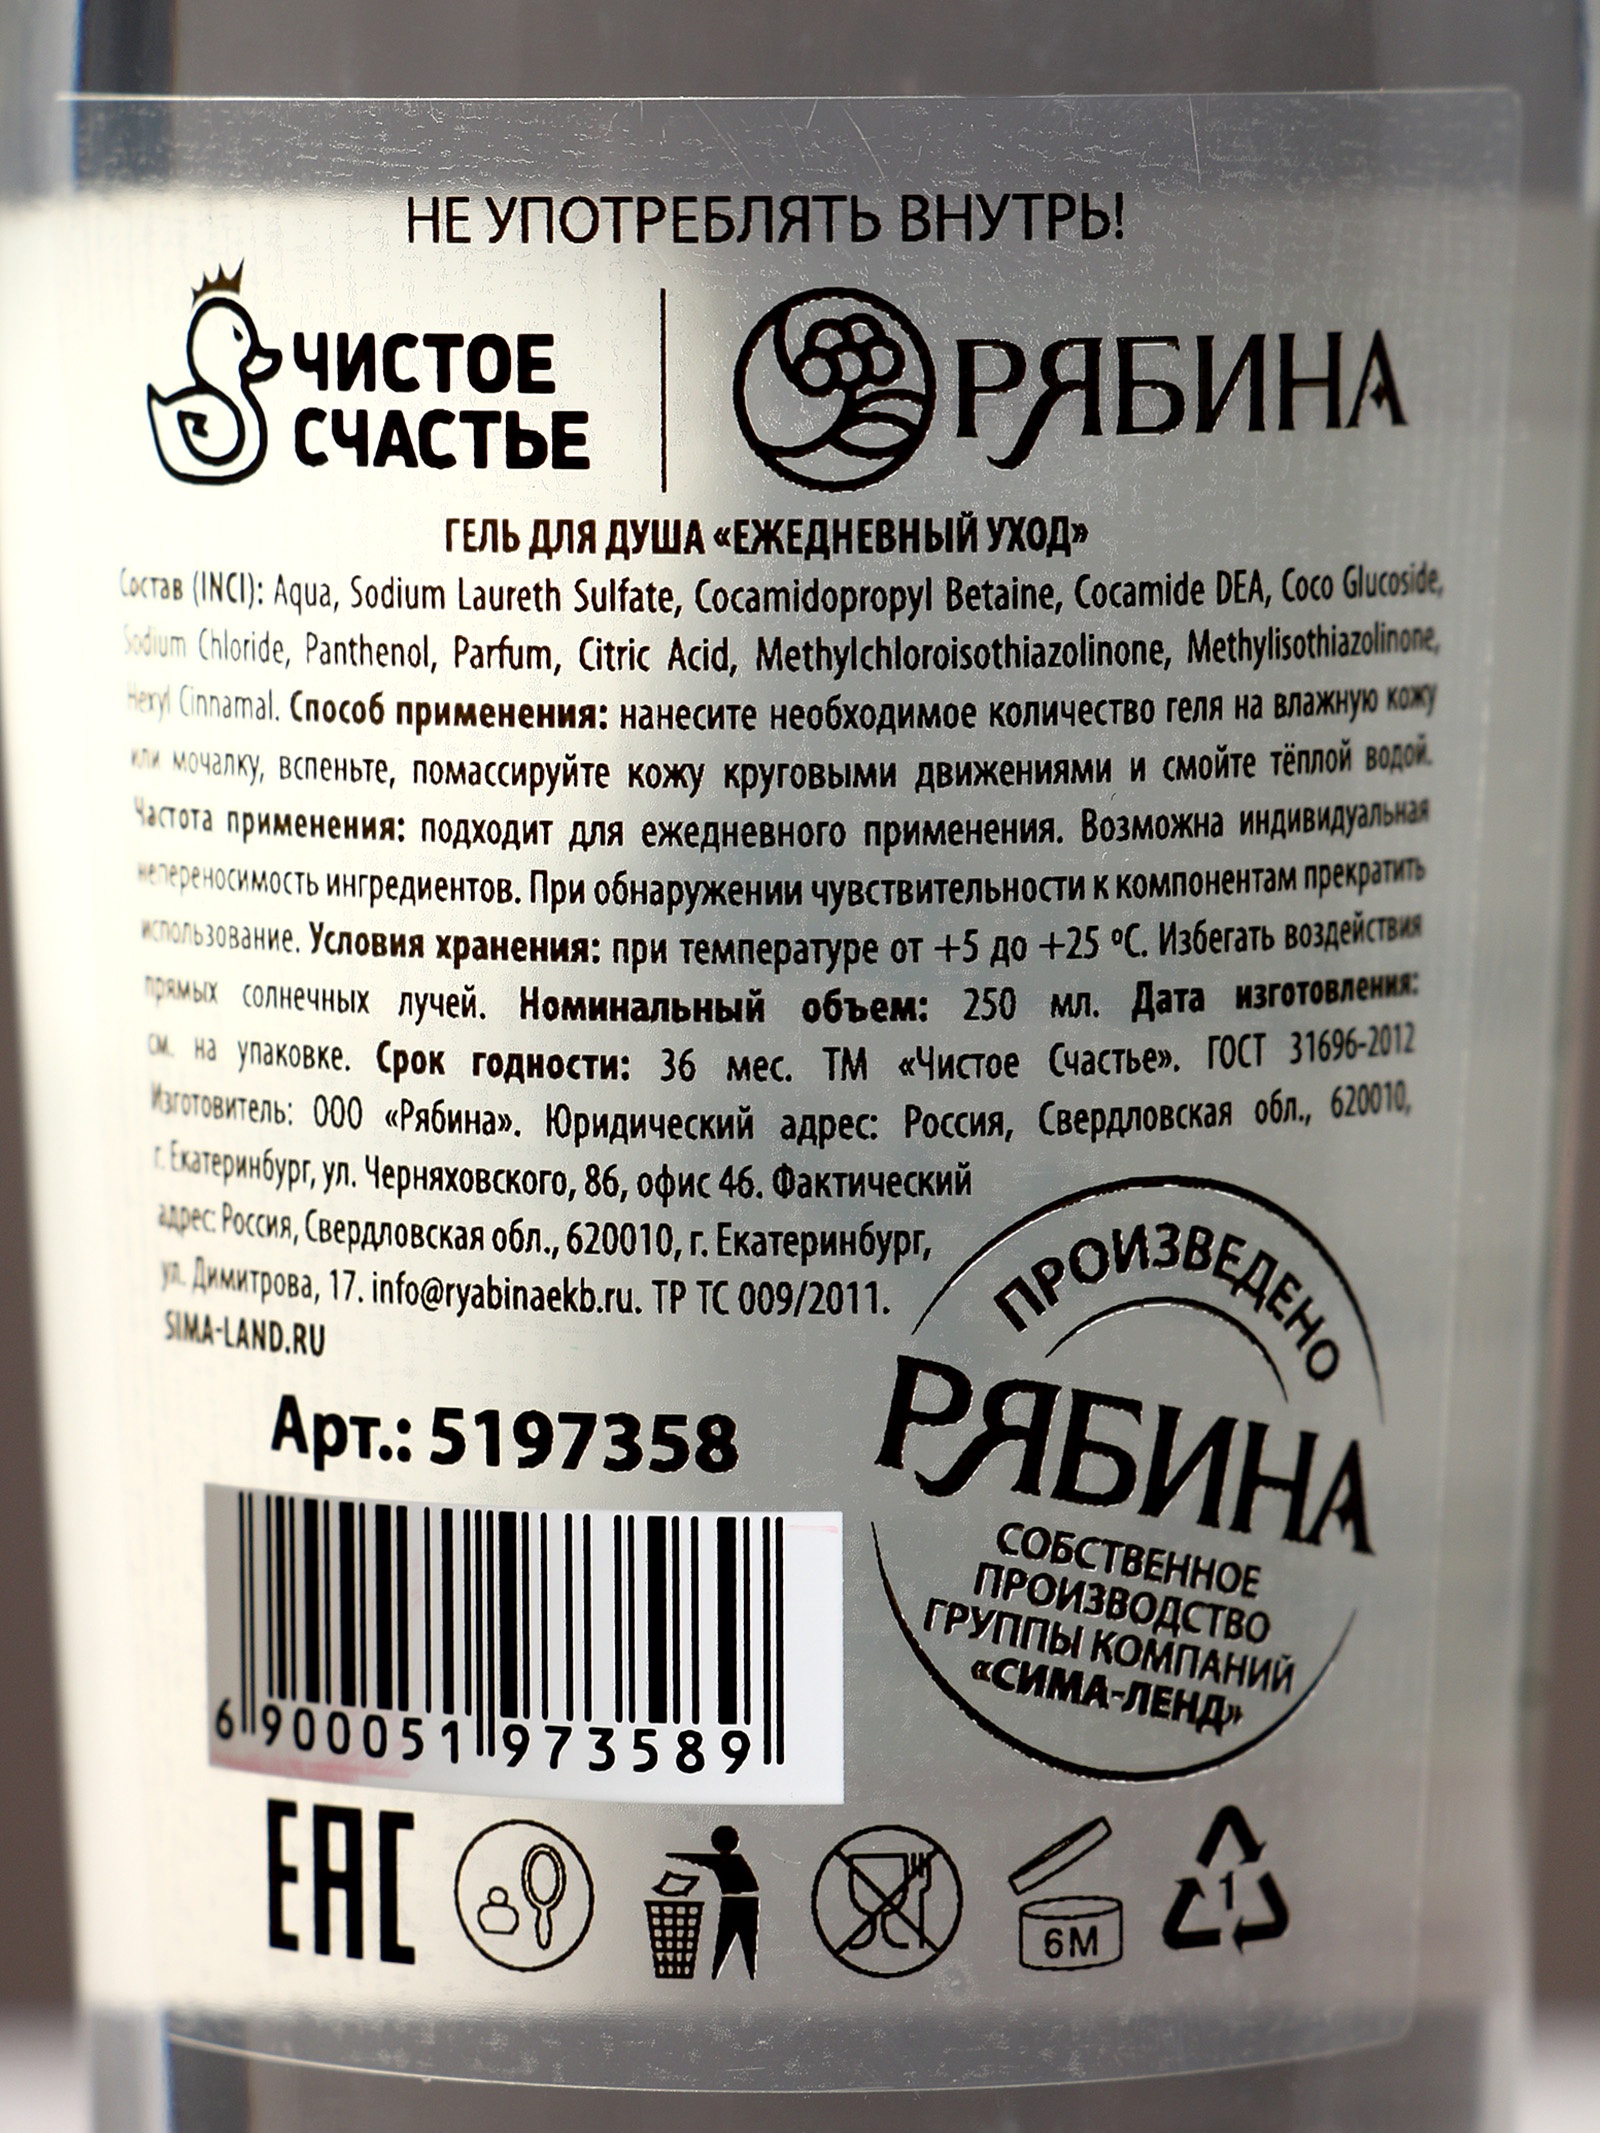 НЕ УПОТРЕБЛЯТЬ ВНУТРЬ!
ЧИСТОЕ
СЧАСТЬЕ
РЯБИНА
ГЕЛЬ ДЛЯ ДУША «ЕЖЕДНЕВНЫЙ УХОД»
Состав (INCI): Aqua, Sodium Laureth Sulfate, Cocamidopropyl Betaine, Cocamide DEA, Coco Glucoside,
Sodium Chloride, Panthenol, Parfum, Citric Acid, Methylchloroisothiazolinone, Methylisothiazolinone,
Hexyl Cinnamal. Способ применения: нанесите необходимое количество геля на влажную кожу
или мочалку, вспеньте, помассируйте кожу круговыми движениями и смойте тёплой водой.
Частота применения: подходит для ежедневного применения. Возможна индивидуальная
непереносимость ингредиентов. При обнаружении чувствительности к компонентам прекратить
использование. Условия хранения: при температуре от +5 до +25 ºС. Избегать воздействия
прямых солнечных лучей. Номинальный объем: 250 мл. Дата изготовления:
см. на упаковке. Срок годности: 36 мес. ТМ «Чистое Счастье». ГОСТ 31696-2012
Изготовитель: ООО «Рябина». Юридический адрес: Россия, Свердловская обл., 620010,
г. Екатеринбург, ул. Черняховского, 86, офис 46. Фактический
адрес: Россия, Свердловская обл., 620010, г. Екатеринбург,
ул. Димитрова, 17. info@ryabinaekb.ru. ТР ТС 009/2011.
SIMA-LAND.RU
Арт.: 5197358
6 900051 973589
ПРОИЗВЕДЕНО
РЯБИНА
СОБСТВЕННОЕ
ПРОИЗВОДСТВО
ГРУППЫ КОМПАНИЙ
«СИМА-ЛЕНД»
EAC
6M
1